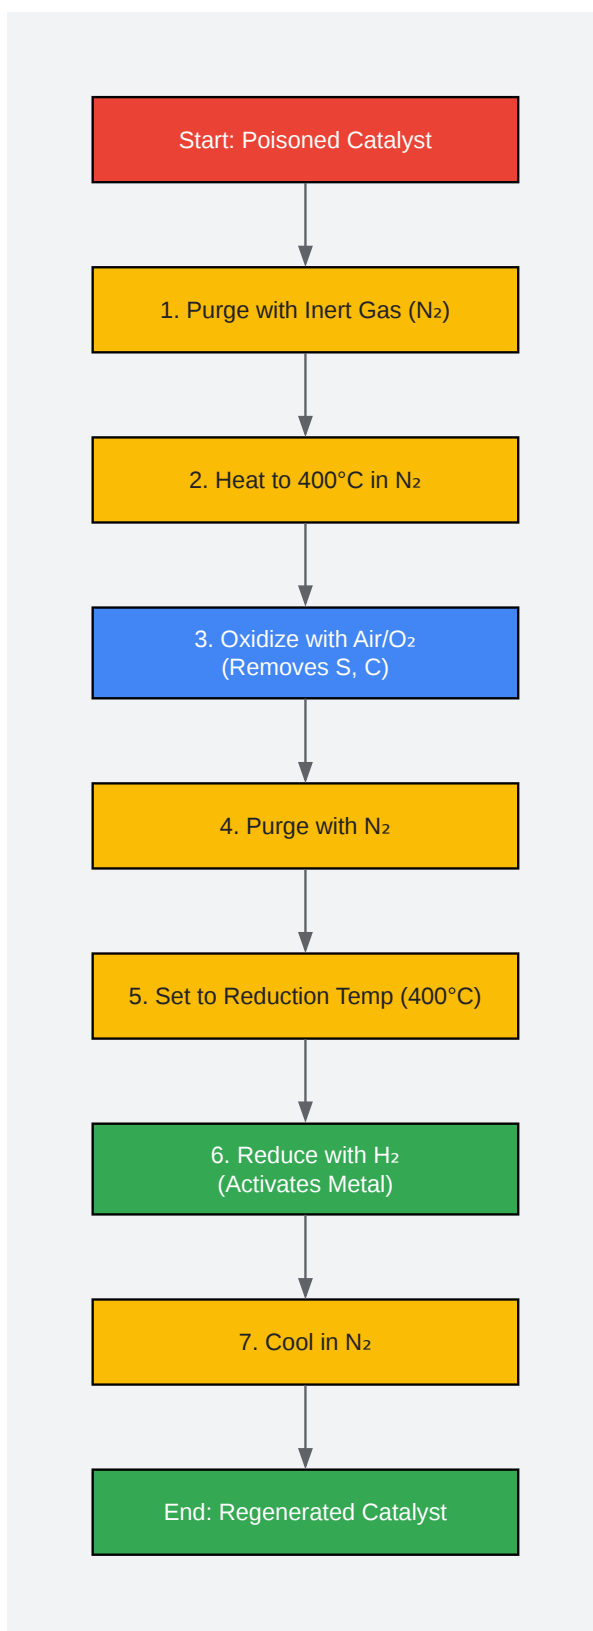 Start: Poisoned Catalyst
1. Purge with Inert Gas (N₂)
2. Heat to 400°C in N₂
3. Oxidize with Air/O₂
(Removes S, C)
4. Purge with N₂
5. Set to Reduction Temp (400°C)
6. Reduce with H₂
(Activates Metal)
7. Cool in N₂
End: Regenerated Catalyst